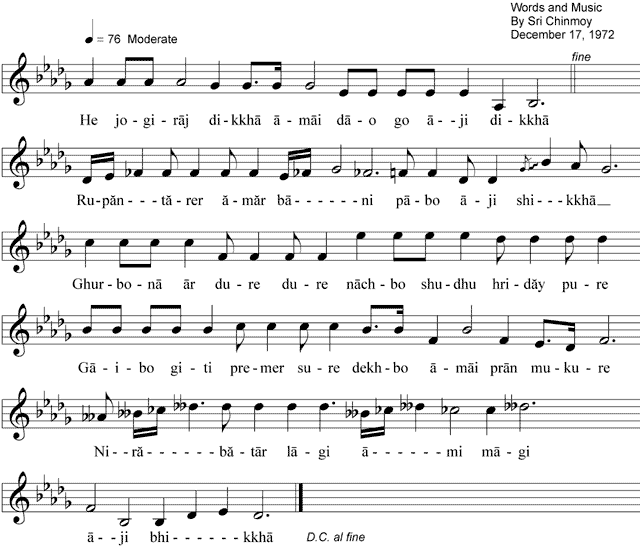 Words and Music
By Sri Chinmoy
December 17, 1972
= 76 Moderate
fine
He jo-girāj di-kkhā ā-māi dā-o go ā-ji di-kkhā
Ru-păn---tă-rer ă-măr bā-----ni pā-bo ā-ji shi---kkhā
Ghur-bo-nā ār du-re du-re nāch-bo shu-dhu hri-dăy pu-re
Gā-i-bo gi-ti pre-mer su-re dekh-bo ā-māi prān mu-ku-re
Ni-ră-------bă-tār lā-gi ā-----mi mā-gi
ā-ji bhi------kkhā
D.C. al fine